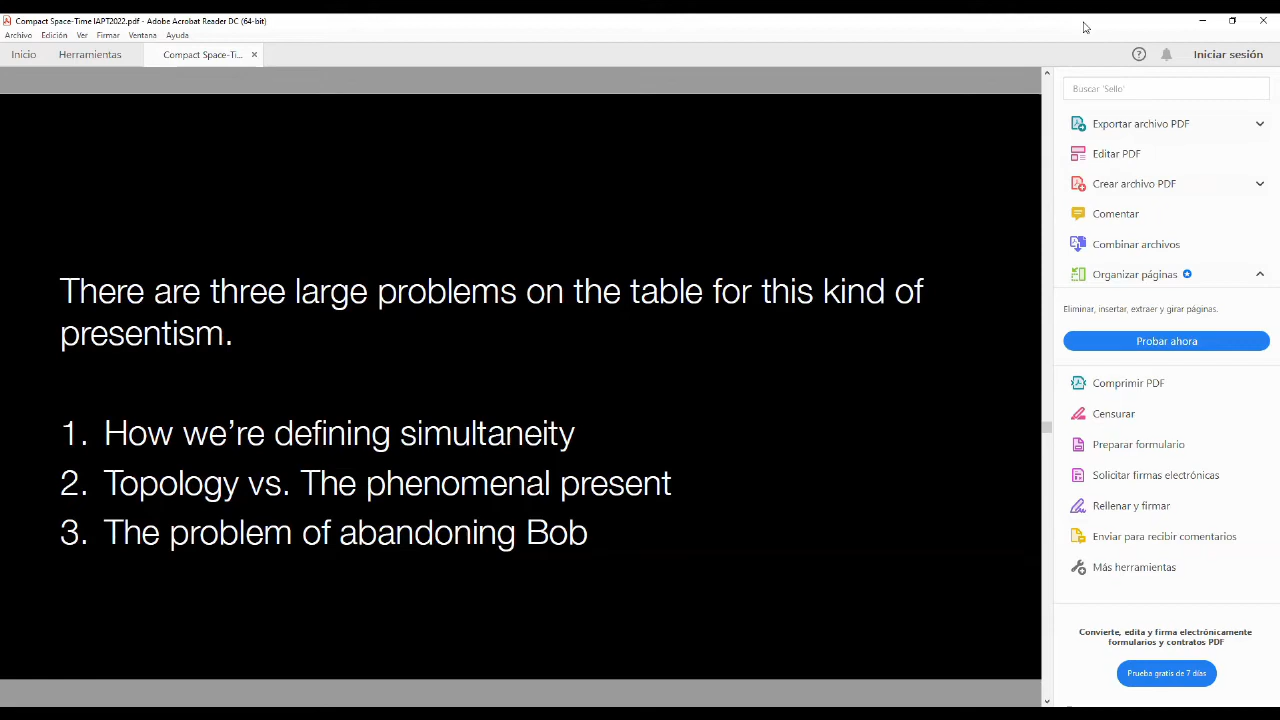 Compact Space-Time IAPT2022.pdf - Adobe Acrobat Reader DC (64-bit)
Archivo Edición Ver Firmar Ventana Ayuda
Inicio Herramientas Compact Space-Ti... Iniciar sesión
Buscar 'Sello'
Exportar archivo PDF
Editar PDF
Crear archivo PDF
Comentar
Combinar archivos
Organizar páginas
Eliminar, insertar, extraer y girar páginas.
Probar ahora
Comprimir PDF
Censurar
Preparar formulario
Solicitar firmas electrónicas
Rellenar y firmar
Enviar para recibir comentarios
Más herramientas
Convierte, edita y firma electrónicamente
formularios y contratos PDF
Prueba gratis de 7 días
There are three large problems on the table for this kind of
presentism.
1. How we’re defining simultaneity
2. Topology vs. The phenomenal present
3. The problem of abandoning Bob